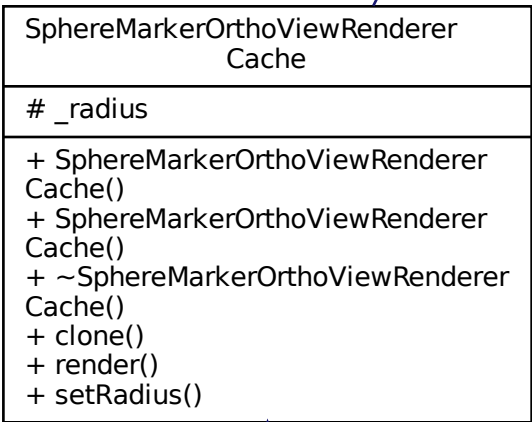 SphereMarkerOrthoViewRenderer
Cache
# _radius
+ SphereMarkerOrthoViewRenderer
Cache()
+ SphereMarkerOrthoViewRenderer
Cache()
+ ~SphereMarkerOrthoViewRenderer
Cache()
+ clone()
+ render()
+ setRadius()